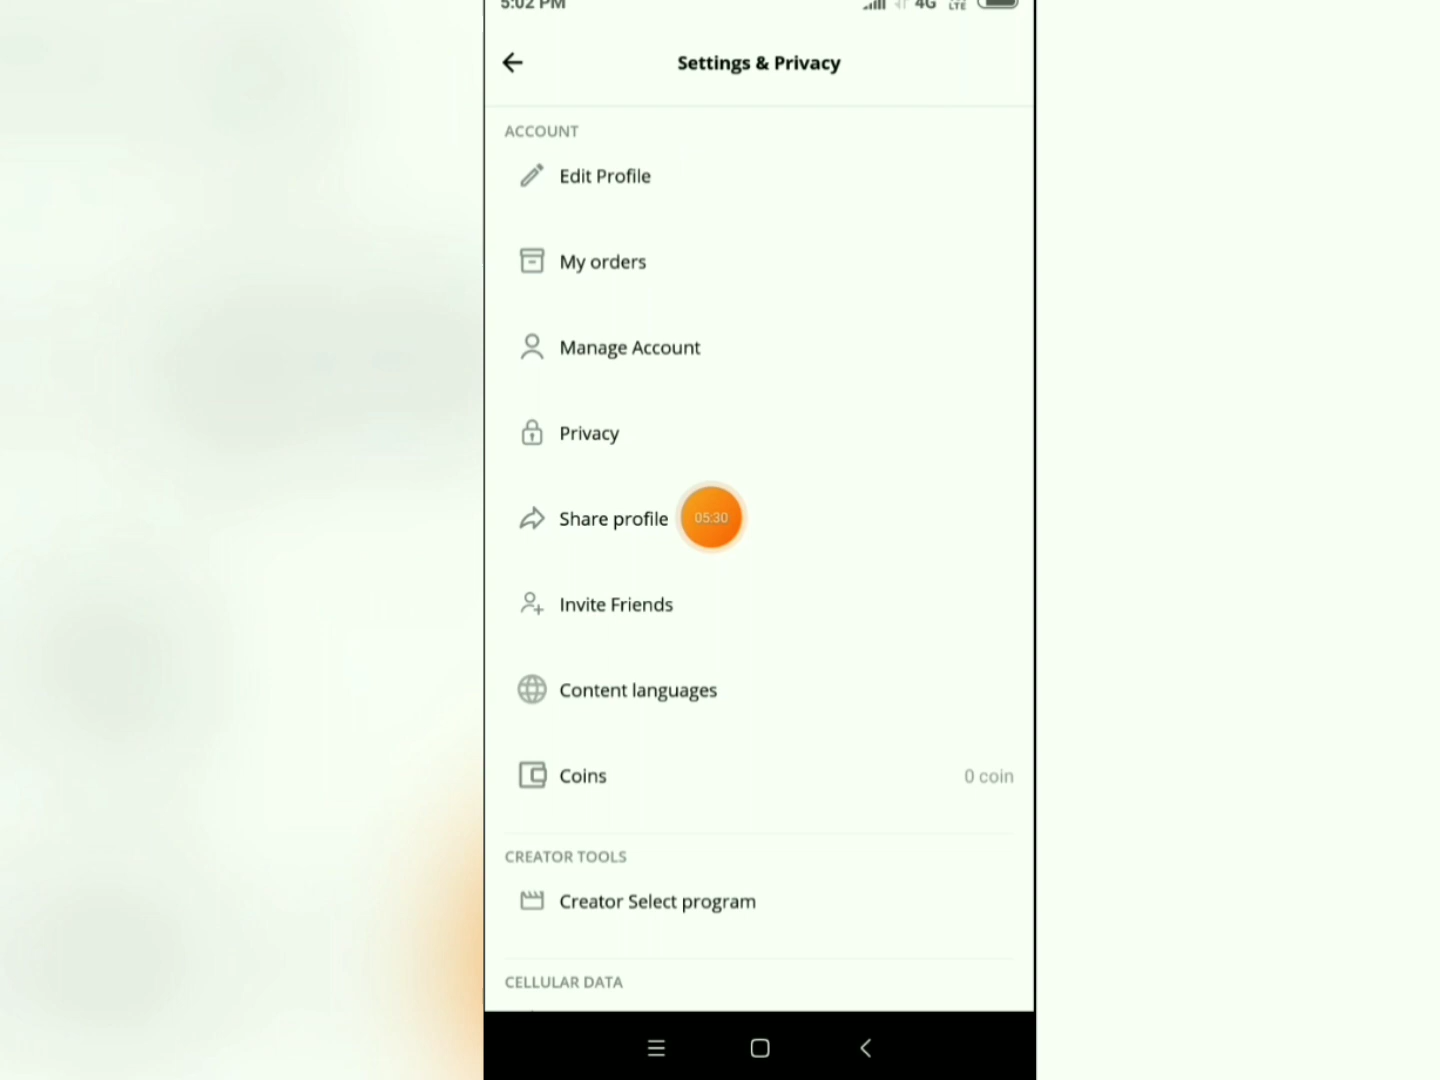 5:02 PM 4G LTE
Settings & Privacy
ACCOUNT
Edit Profile
My orders
Manage Account
Privacy
Share profile 05:30
Invite Friends
Content languages
Coins 0 coin
CREATOR TOOLS
Creator Select program
CELLULAR DATA